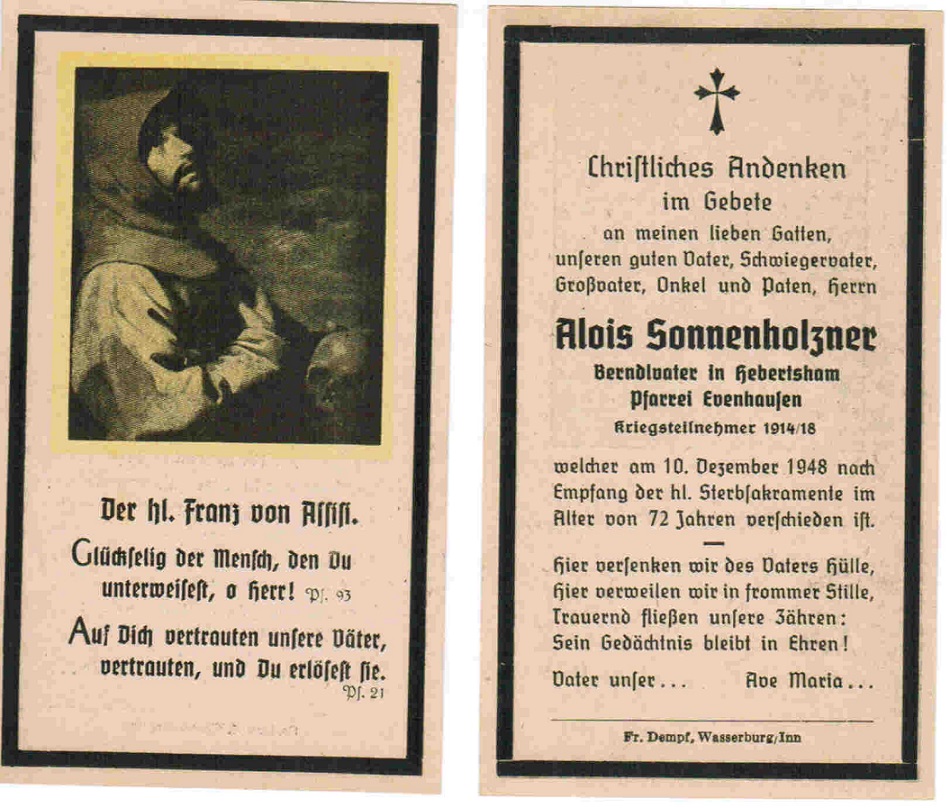 Der hl. Franz von Assisi.
Glückselig der Mensch, den Du
unterweisest, o Herr! Ps. 93
Auf Dich vertrauten unsere Väter,
vertrauten, und Du erlösest sie.
Ps. 21
Christliches Andenken
im Gebete
an meinen lieben Gatten,
unseren guten Vater, Schwiegervater,
Großvater, Onkel und Paten, Herrn
Alois Sonnenholzner
Berndlvater in Hebertsham
Pfarrei Evenhausen
Kriegsteilnehmer 1914/18
welcher am 10. Dezember 1948 nach
Empfang der hl. Sterbsakramente im
Alter von 72 Jahren verschieden ist.
Hier versenken wir des Vaters Hülle,
Hier verweilen wir in frommer Stille,
Trauernd fließen unsere Zähren:
Sein Gedächtnis bleibt in Ehren!
Vater unser... Ave Maria...
Fr. Dempf, Wasserburg/Inn